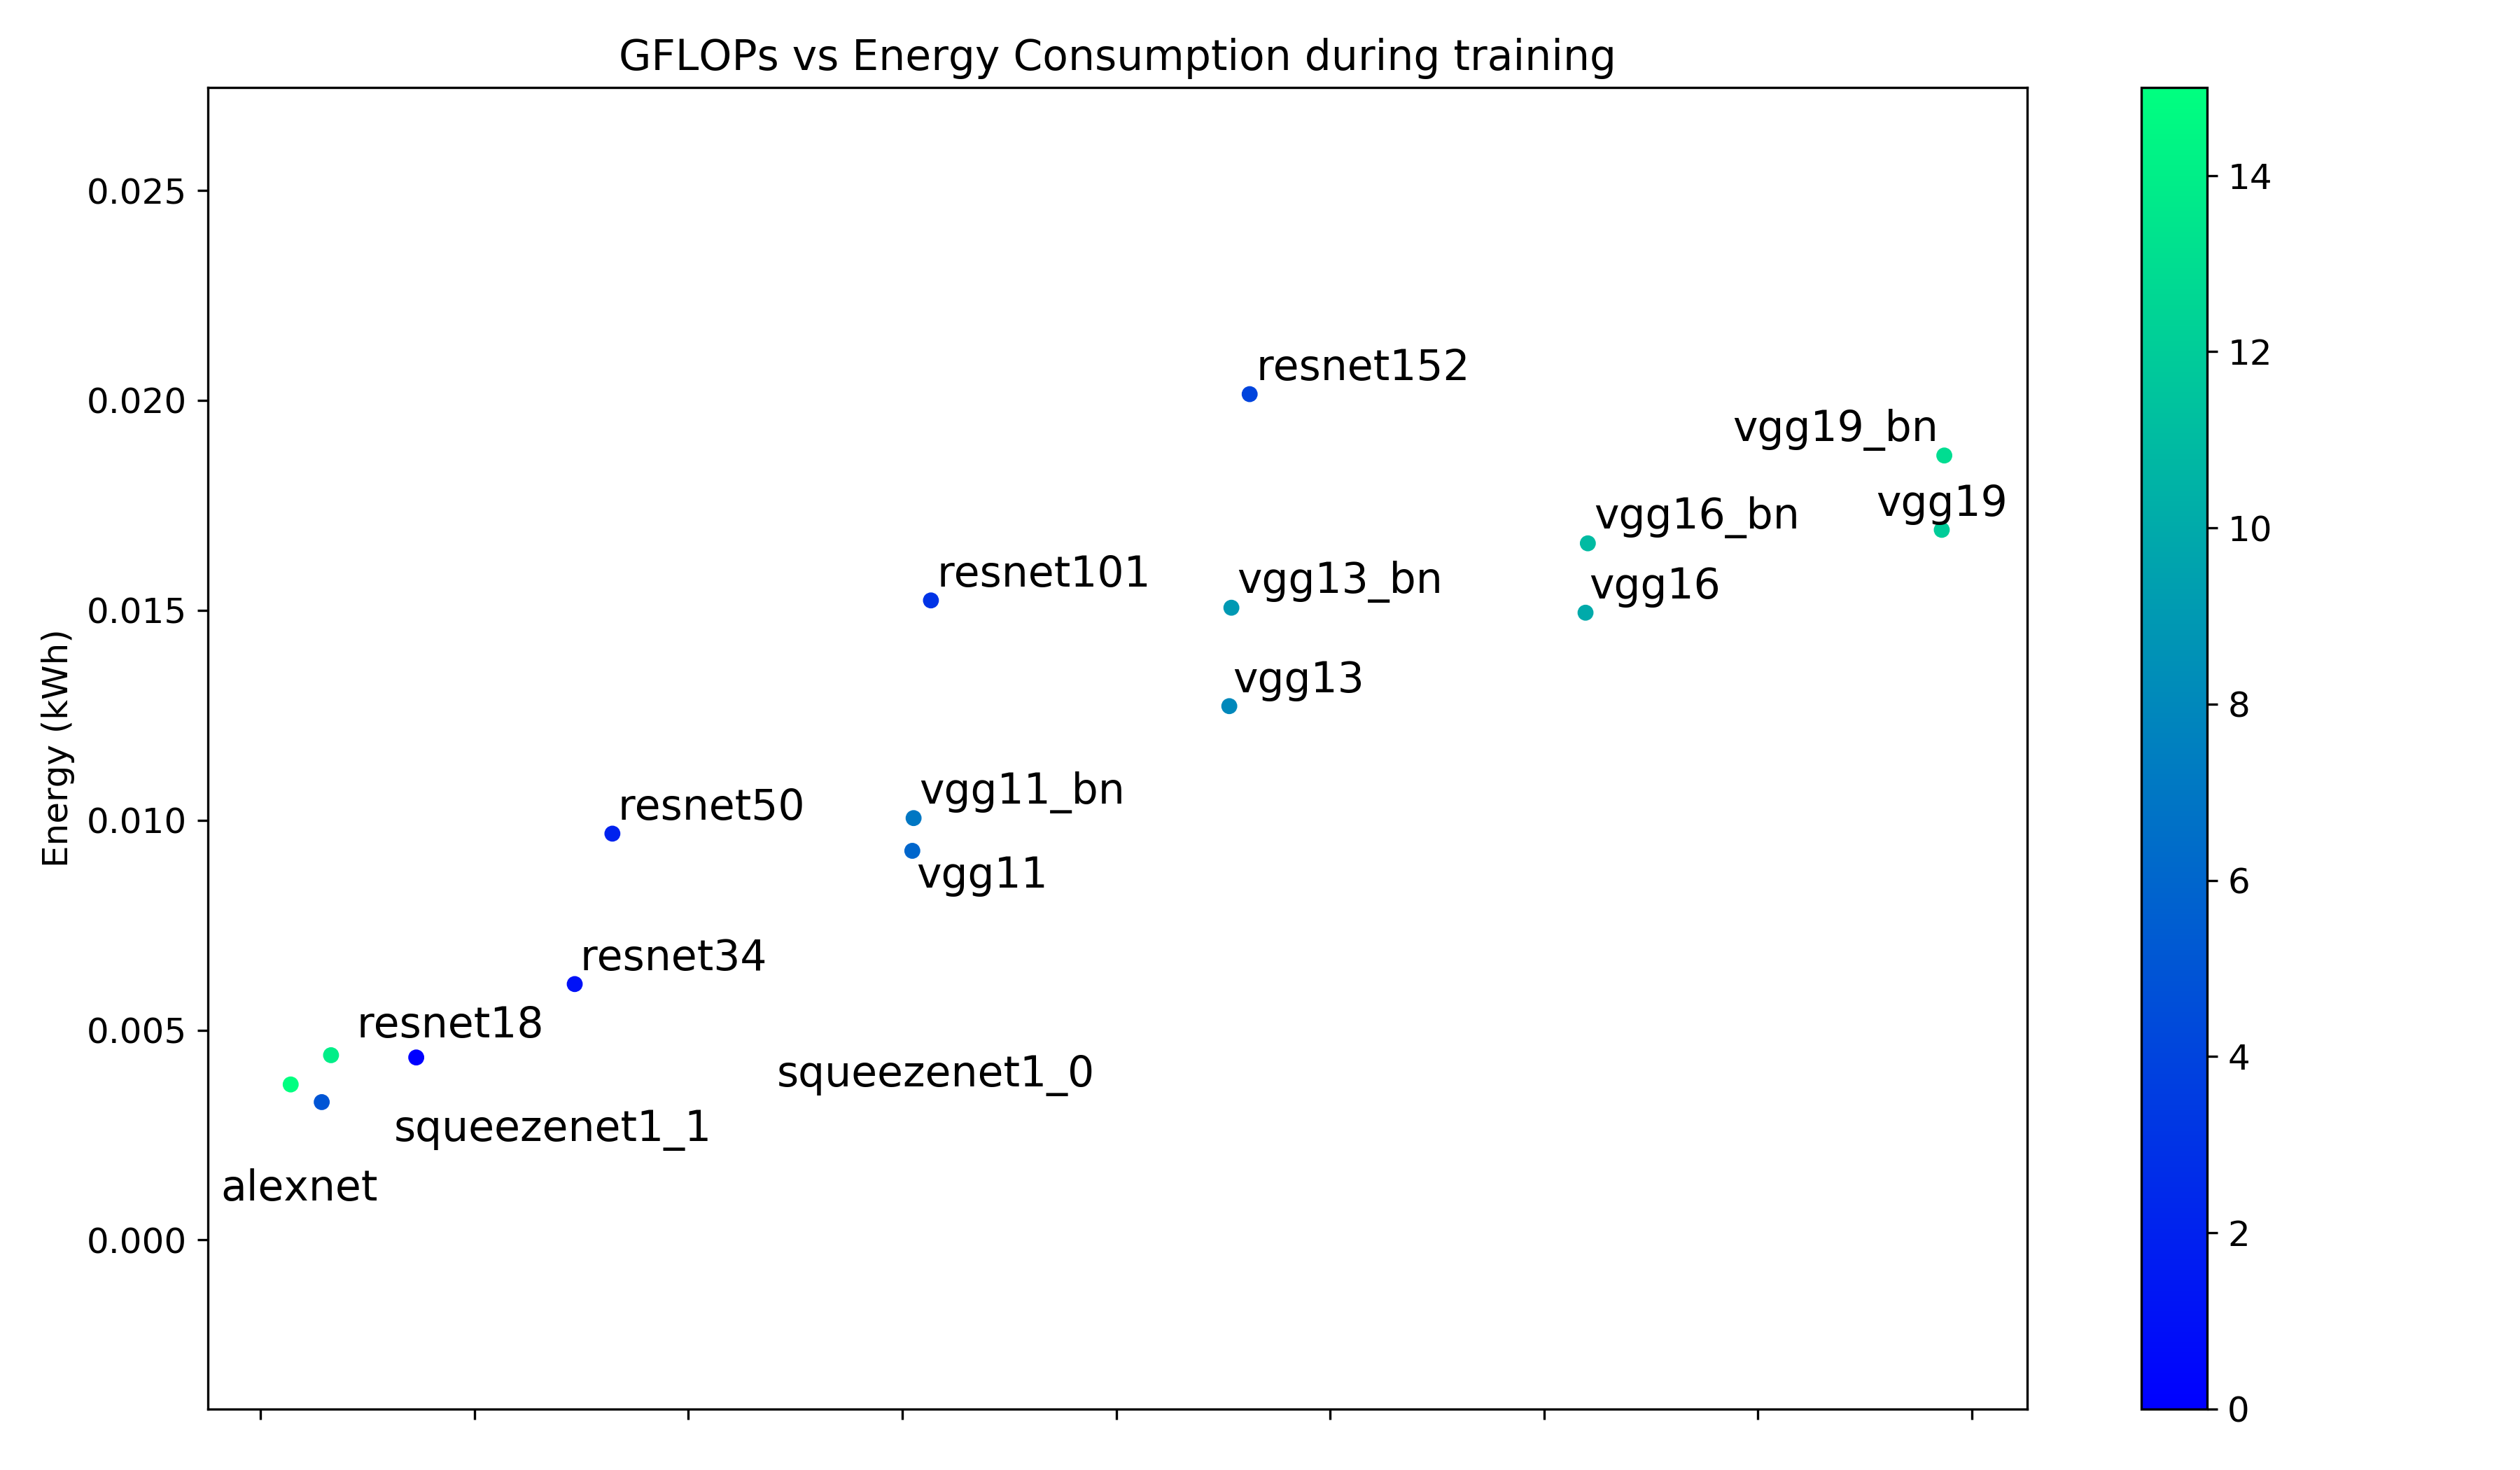 GFLOPs vs Energy Consumption during training
Energy (kWh)
0.025
0.020
0.015
0.010
0.005
0.000
resnet152
vgg19_bn
vgg19
vgg16_bn
vgg16
resnet101
vgg13_bn
vgg13
resnet50
vgg11_bn
vgg11
resnet34
resnet18
squeezenet1_0
squeezenet1_1
alexnet
14
12
10
8
6
4
2
0